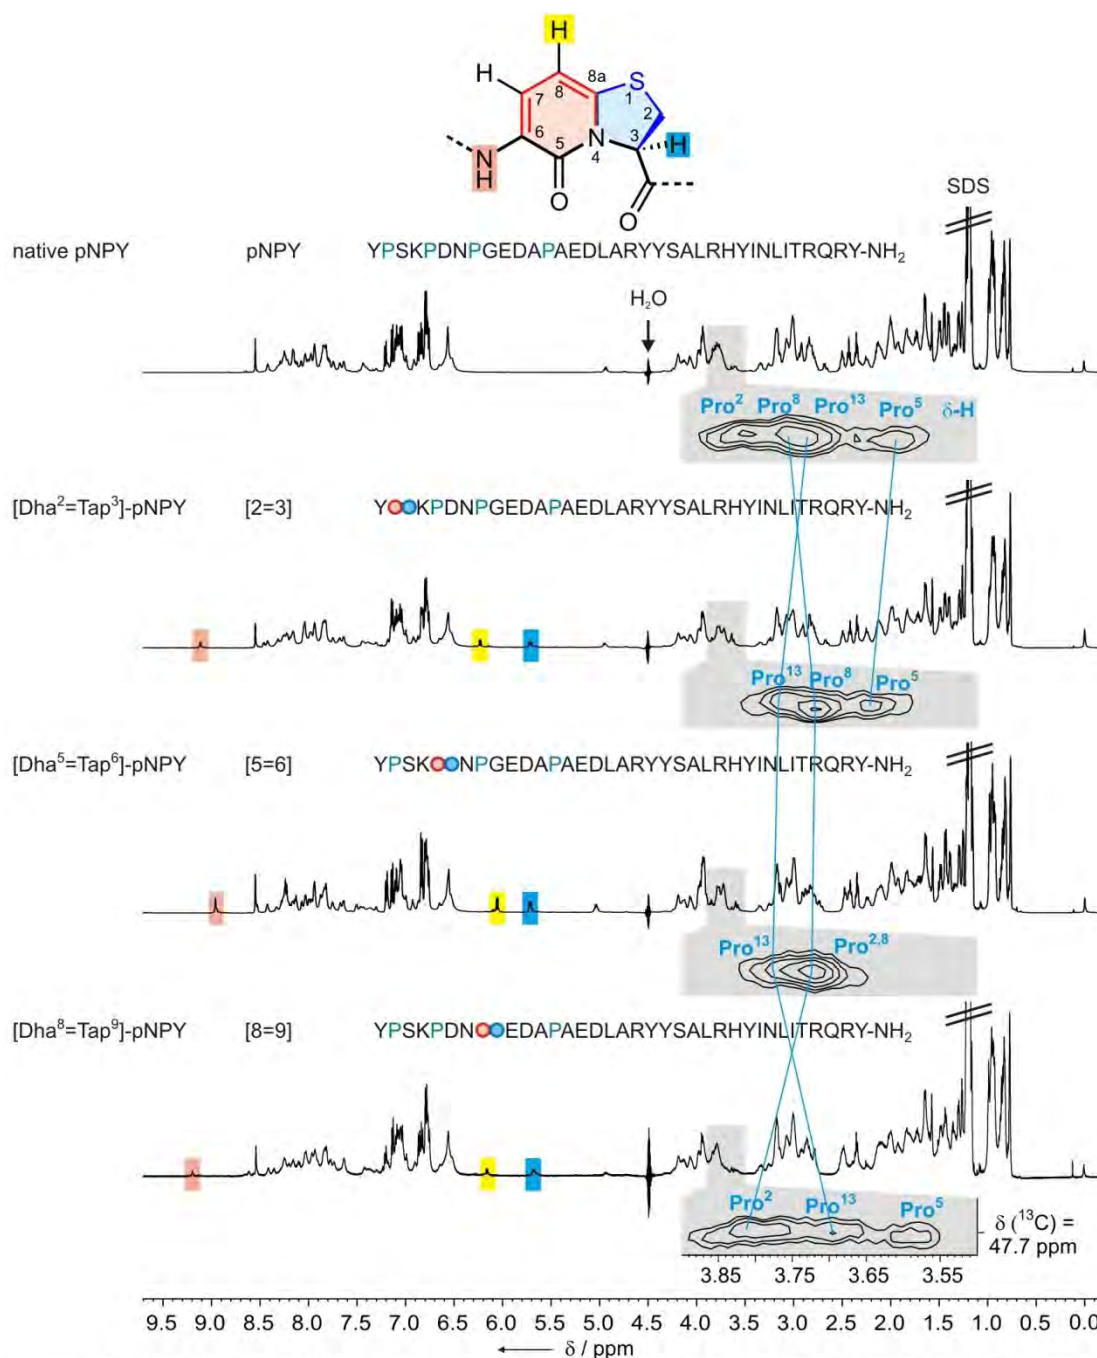 H
H
8a
S
1
7
8
2
6
N
4
3
H
5
N
H
O
O
SDS
native pNPY pNPY YPSKPDNPGEDAPAEDLARYYSALRHYINLITRQRY-NH2
H2O
Pro2 Pro8 Pro13 Pro5 δ-H
[Dha2=Tap3]-pNPY [2=3] YKPDNPGEDAPAEDLARYYSALRHYINLITRQRY-NH2
Pro13 Pro8 Pro5
[Dha5=Tap6]-pNPY [5=6] YPSKNPGEDAPAEDLARYYSALRHYINLITRQRY-NH2
Pro13 Pro2,8
[Dha8=Tap9]-pNPY [8=9] YPSKPDNEDAPAEDLARYYSALRHYINLITRQRY-NH2
Pro2 Pro13 Pro5
δ (13C) =
47.7 ppm
3.85 3.75 3.65 3.55
9.5 9.0 8.5 8.0 7.5 7.0 6.5 6.0 5.5 5.0 4.5 4.0 3.5 3.0 2.5 2.0 1.5 1.0 0.5 0.0
δ / ppm